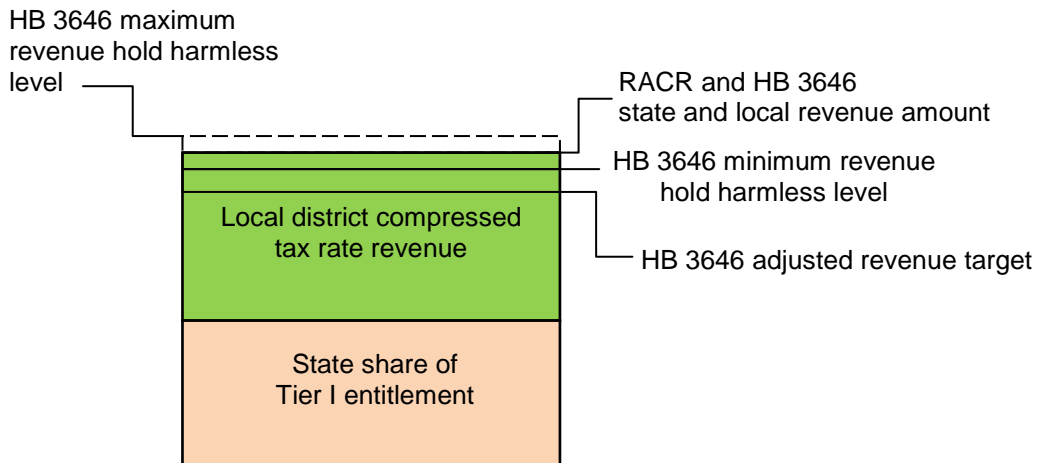 HB 3646 maximum
revenue hold harmless
level
RACR and HB 3646
state and local revenue amount
HB 3646 minimum revenue
hold harmless level
Local district compressed
tax rate revenue
HB 3646 adjusted revenue target
State share of
Tier I entitlement